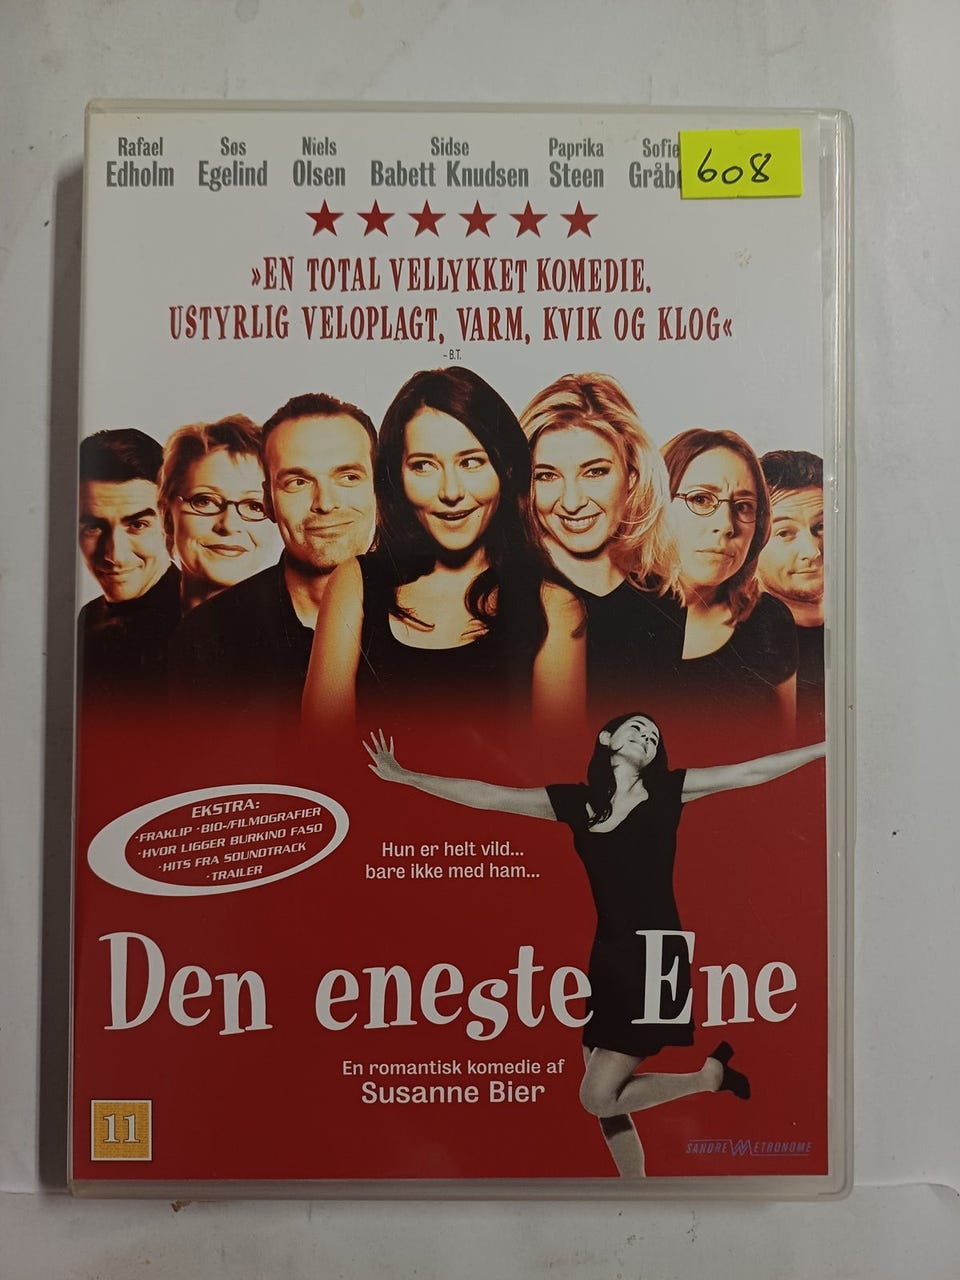 Rafael Søs Niels Sidse Paprika Sofie
Edholm Egelind Olsen Babett Knudsen Steen
608
»EN TOTAL VELLYKKET KOMEDIE.
USTYRLIG VELOPLAGT, VARM, KVIK OG KLOG«
- B.T.
EKSTRA:
·FRAKLIP ·BIO-/FILMOGRAFIER
·HVOR LIGGER BURKINO FASO
·HITS FRA SOUNDTRACK
·TRAILER
Hun er helt vild...
bare ikke med ham...
Den eneste Ene
En romantisk komedie af
Susanne Bier
11
SANDREW METRONOME